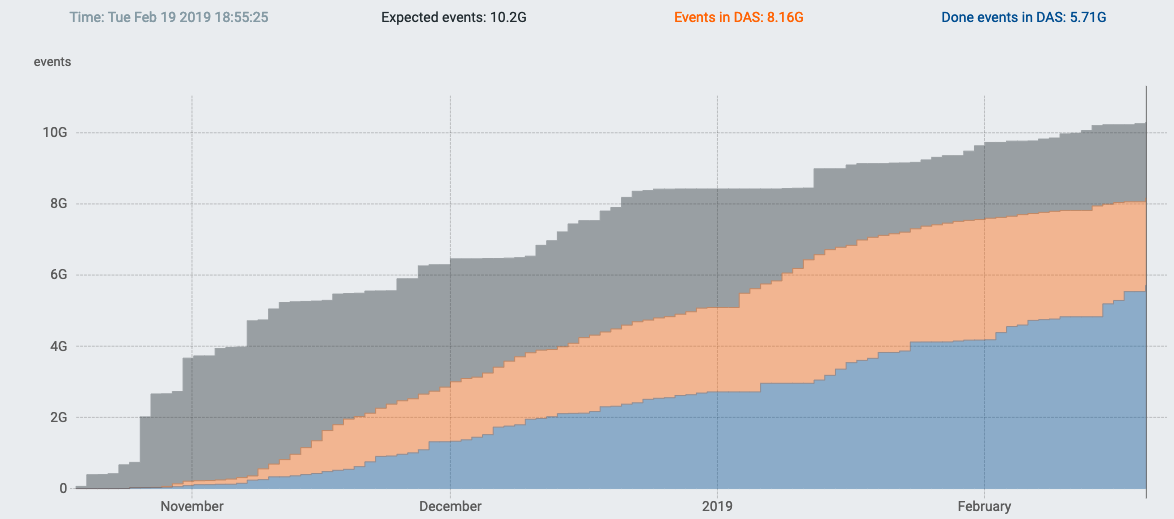 Time: Tue Feb 19 2019 18:55:25 Expected events: 10.2G Events in DAS: 8.16G Done events in DAS: 5.71G
events
10G
8G
6G
4G
2G
0
November December 2019 February